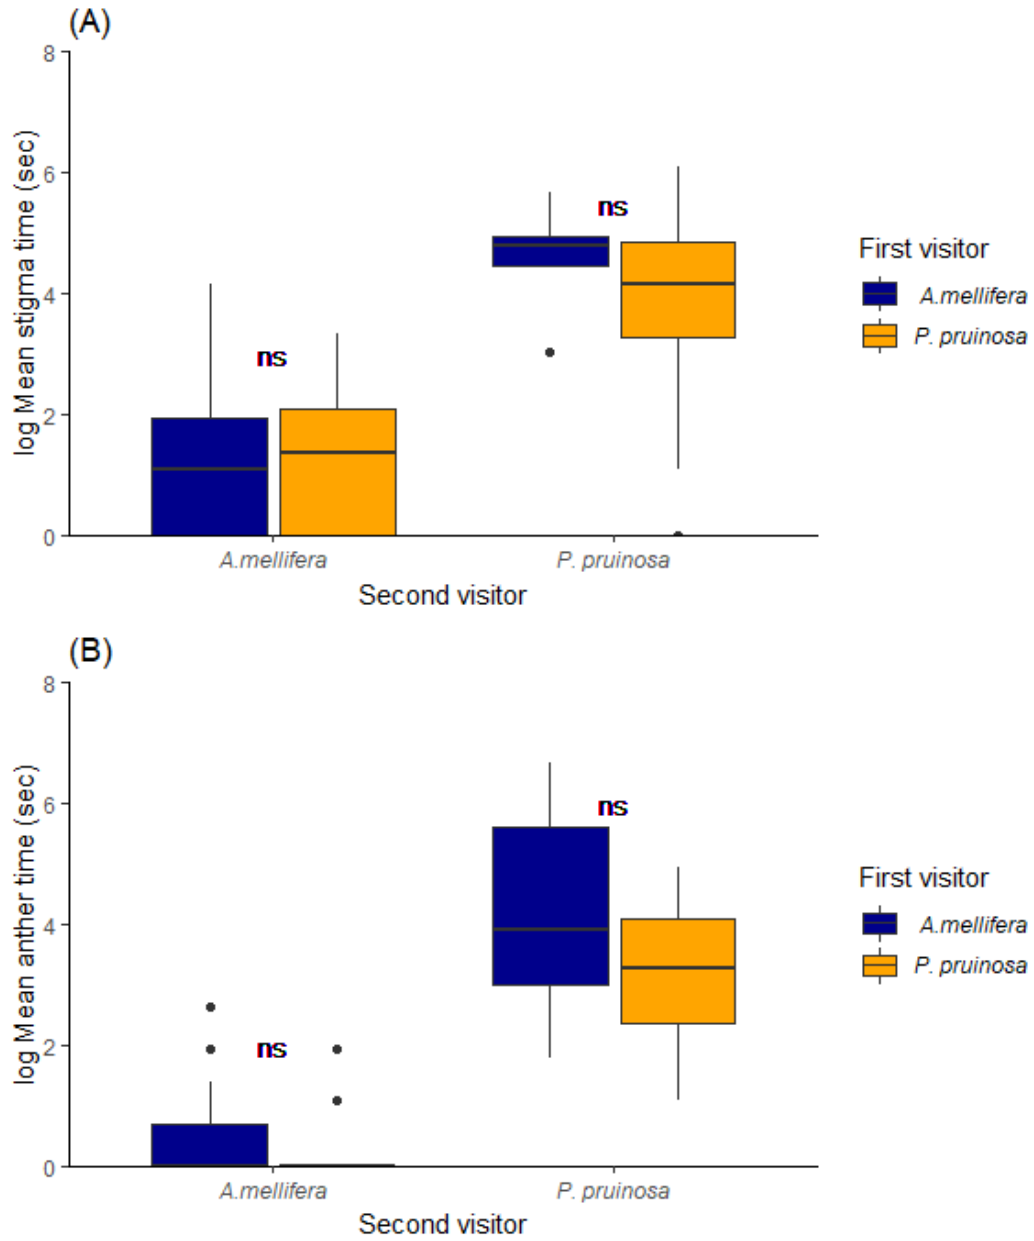 (A)
8
6
4
2
0
log Mean stigma time (sec)
ns
ns
A.mellifera
P. pruinosa
Second visitor
First visitor
A.mellifera
P. pruinosa
(B)
8
6
4
2
0
log Mean anther time (sec)
ns
ns
A.mellifera
P. pruinosa
Second visitor
First visitor
A.mellifera
P. pruinosa